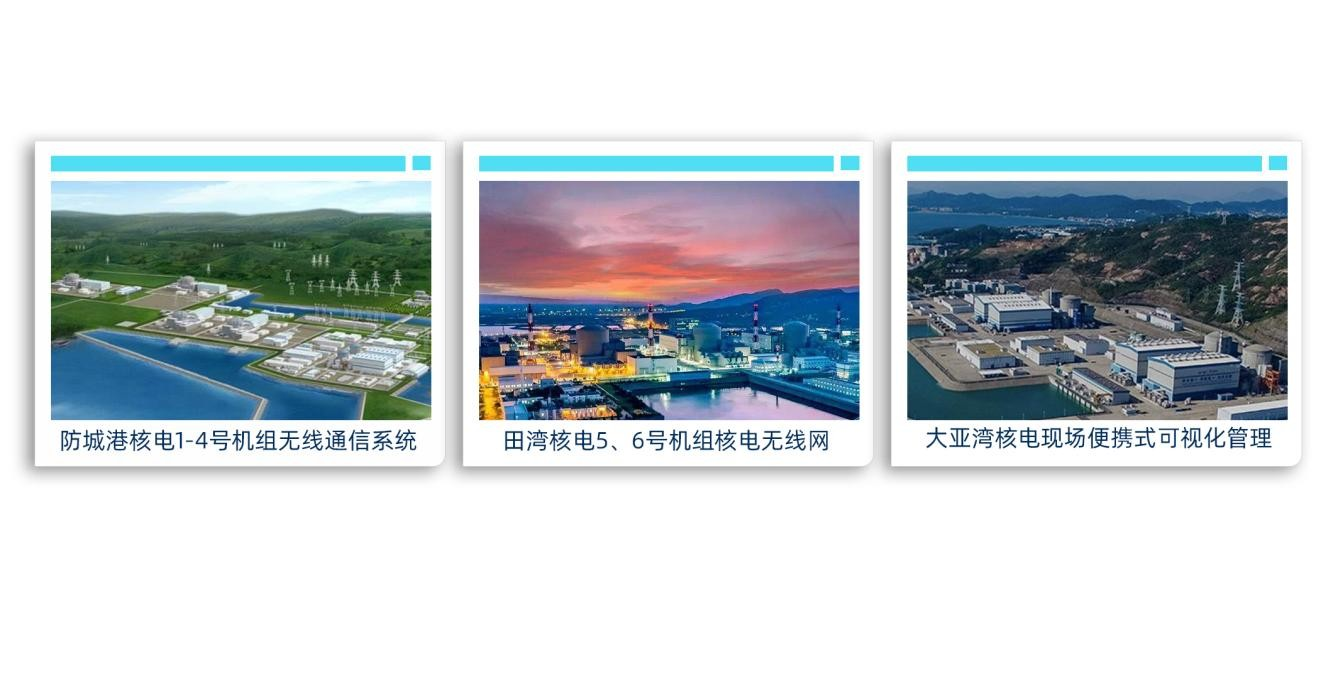 防城港核电1-4号机组无线通信系统
田湾核电5、6号机组核电无线网
大亚湾核电现场便携式可视化管理